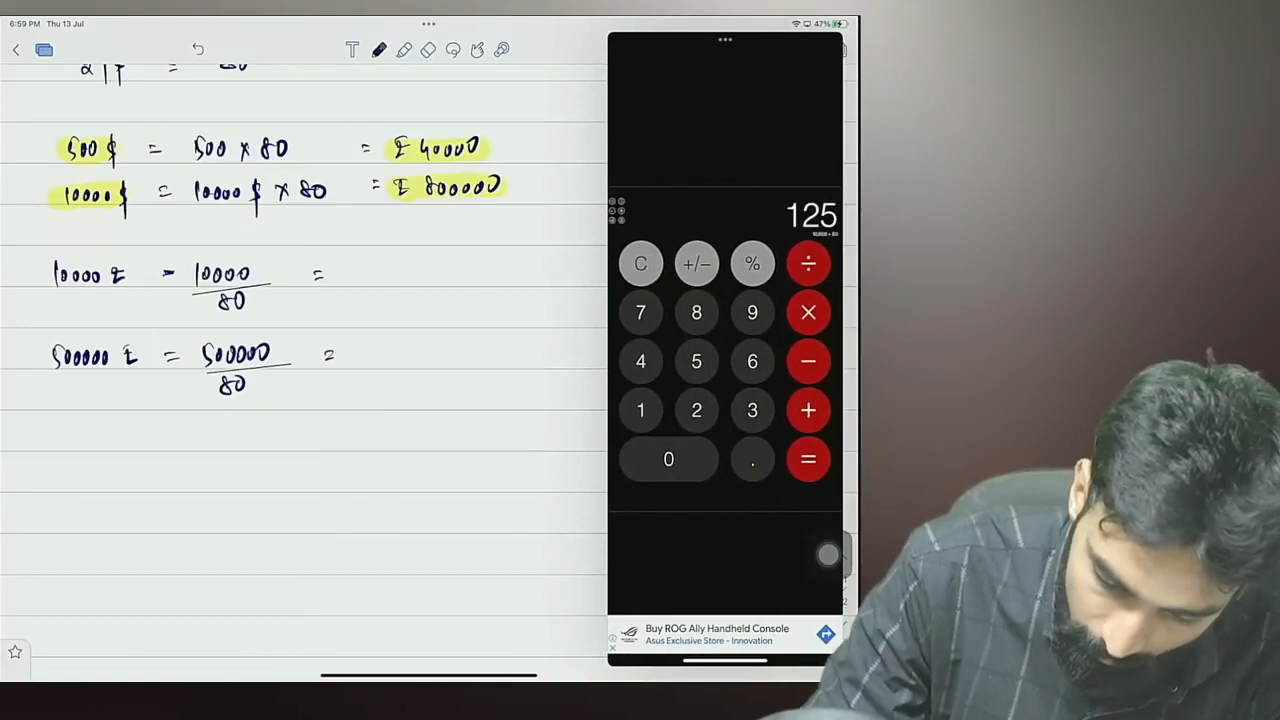 6:59 PM Thu 13 Jul
47%
T
80
500 $ = 500 × 80 = ₹ 40000
10000 $ = 10000 $ × 80 = ₹ 800000
10000 ₹ - 10000 / 80 =
500000 ₹ = 500000 / 80 =
125
C +/− % ÷
7 8 9 ×
4 5 6 −
1 2 3 +
0 . =
Buy ROG Ally Handheld Console
Asus Exclusive Store - Innovation